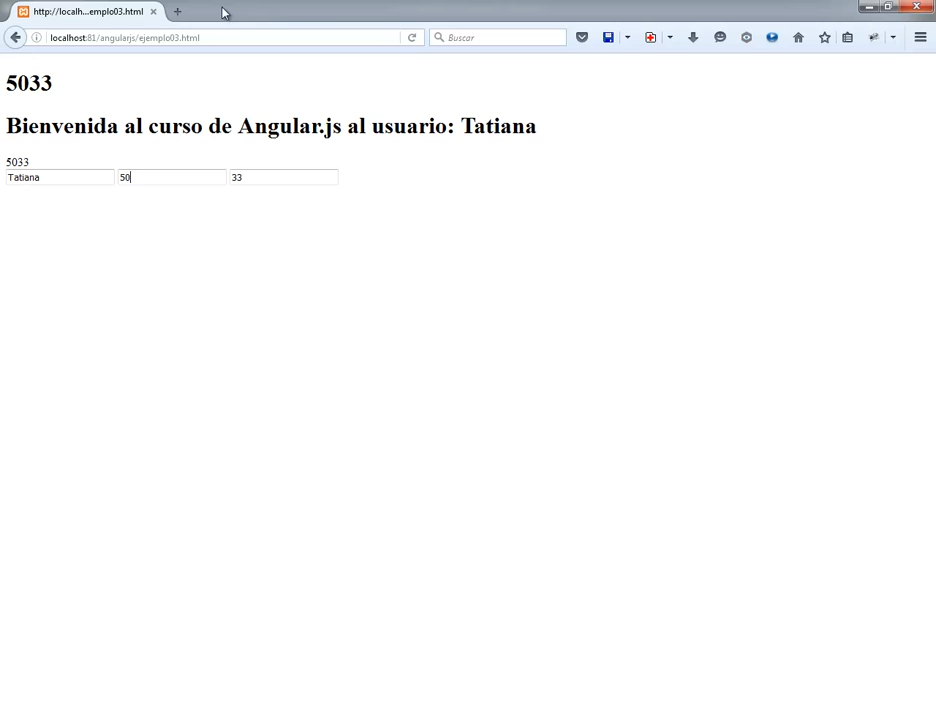 http://localh...emplo03.html
localhost:81/angularjs/ejemplo03.html
Buscar
5033
Bienvenida al curso de Angular.js al usuario: Tatiana
5033
Tatiana 50 33